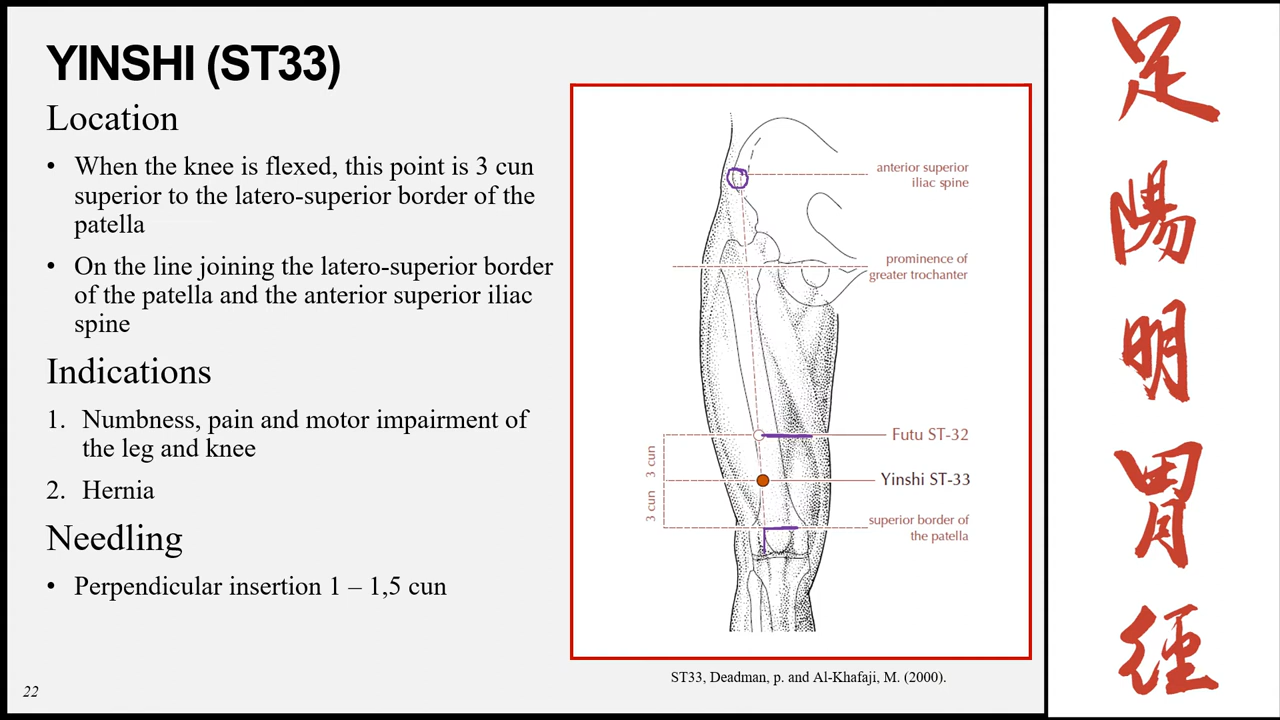 YINSHI (ST33)
Location
• When the knee is flexed, this point is 3 cun
superior to the latero-superior border of the
patella
• On the line joining the latero-superior border
of the patella and the anterior superior iliac
spine
Indications
1. Numbness, pain and motor impairment of
the leg and knee
2. Hernia
Needling
• Perpendicular insertion 1 – 1,5 cun
22
anterior superior
iliac spine
prominence of
greater trochanter
Futu ST-32
3 cun
Yinshi ST-33
3 cun
superior border of
the patella
ST33, Deadman, p. and Al-Khafaji, M. (2000).
足
陽
明
胃
經